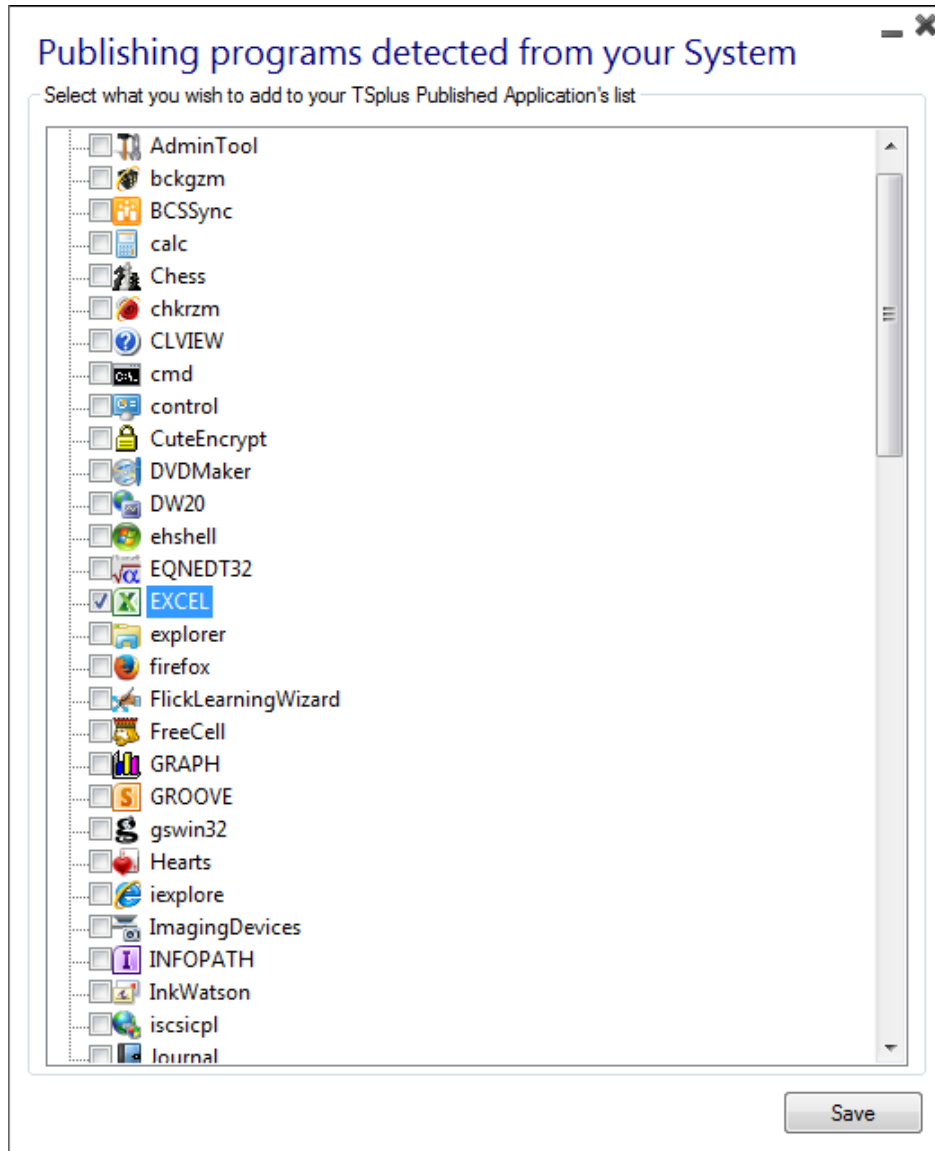 Publishing programs detected from your System
Select what you wish to add to your TSplus Published Application's list
AdminTool
bckgzm
BCSSync
calc
Chess
chkrzm
CLVIEW
cmd
control
CuteEncrypt
DVDMaker
DW20
ehshell
EQNEDT32
EXCEL
explorer
firefox
FlickLearningWizard
FreeCell
GRAPH
GROOVE
gswin32
Hearts
iexplore
ImagingDevices
INFOPATH
InkWatson
iscsicpl
Journal
Save